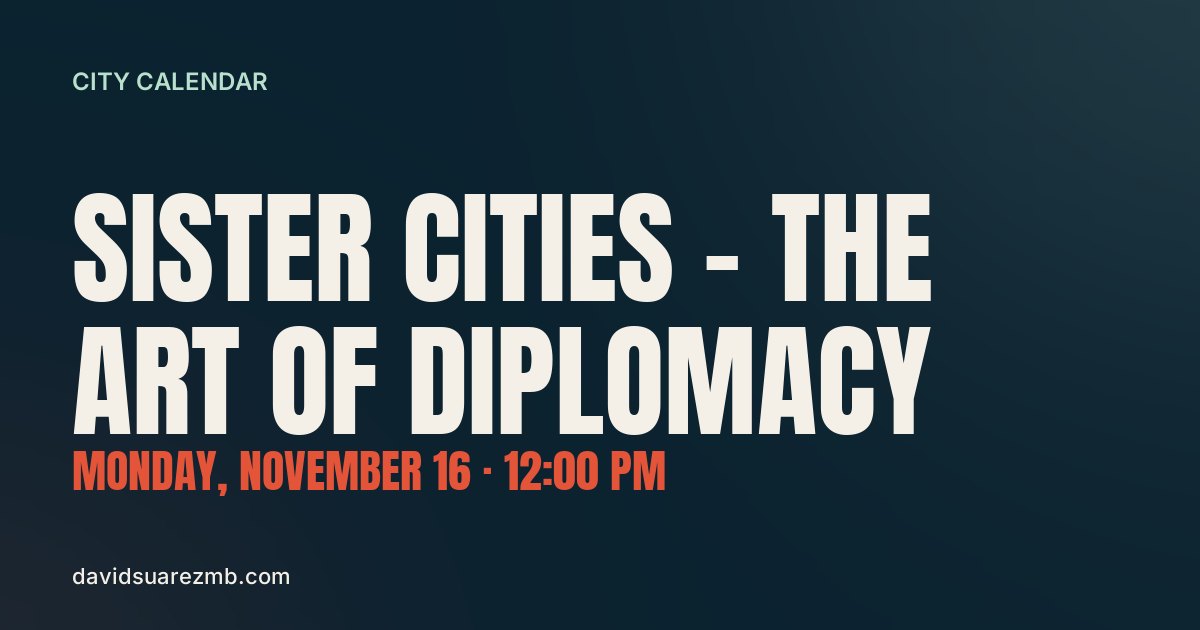 CITY CALENDAR
SISTER CITIES - THE
ART OF DIPLOMACY
MONDAY, NOVEMBER 16 · 12:00 PM
davidsuarezmb.com